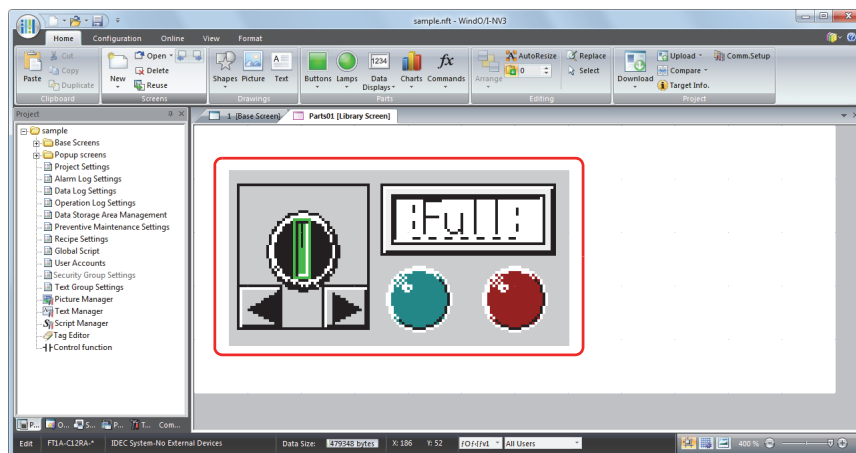 sample.nft - WindO/I-NV3
Home Configuration Online View Format
Paste
Cut
Copy
Duplicate
Clipboard
New
Open
Delete
Reuse
Screens
Shapes Picture Text
Drawings
Buttons Lamps Data Displays Charts Commands
1234
fx
Parts
Arrange
AutoResize
0
Replace
Select
Editing
Download
Upload
Compare
Target Info.
Comm.Setup
Project
Project
1 [Base Screen] Parts01 [Library Screen]
sample
Base Screens
Popup screens
Project Settings
Alarm Log Settings
Data Log Settings
Operation Log Settings
Data Storage Area Management
Preventive Maintenance Settings
Recipe Settings
Global Script
User Accounts
Security Group Settings
Text Group Settings
Picture Manager
Text Manager
Script Manager
Tag Editor
Control function
P... O... S... P... T... Com...
Edit FT1A-C12RA-* IDEC System-No External Devices Data Size: 479348 bytes X: 186 Y: 52 All Users 400 %